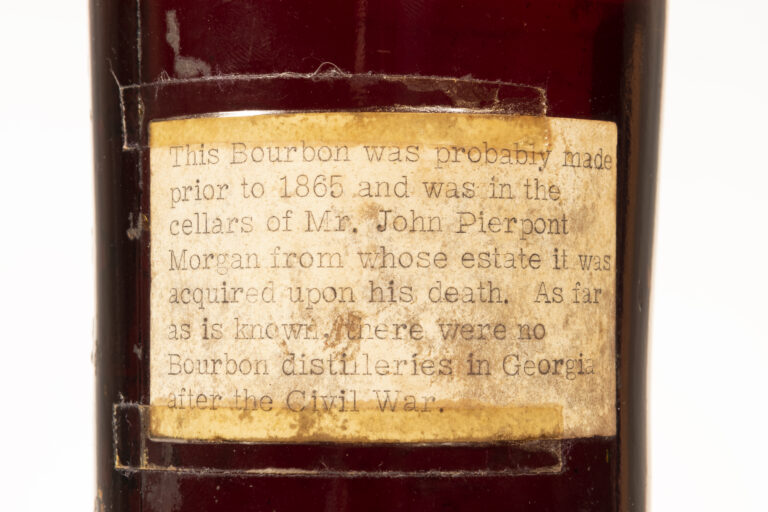 This Bourbon was probably made
prior to 1865 and was in the
cellars of Mr. John Pierpont
Morgan from whose estate it was
acquired upon his death. As far
as is known, there were no
Bourbon distilleries in Georgia
after the Civil War.